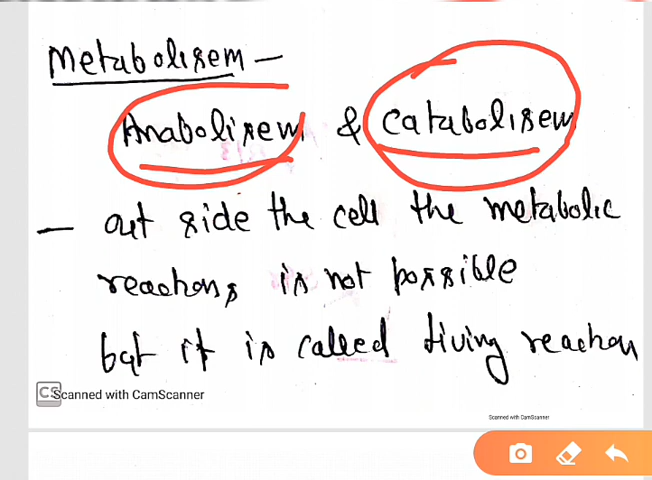 Metabolisem —
Anabolisem & Catabolisem
— out side the cell the metabolic
reactions is not possible
but it is called living reaction
CS Scanned with CamScanner
Scanned with CamScanner